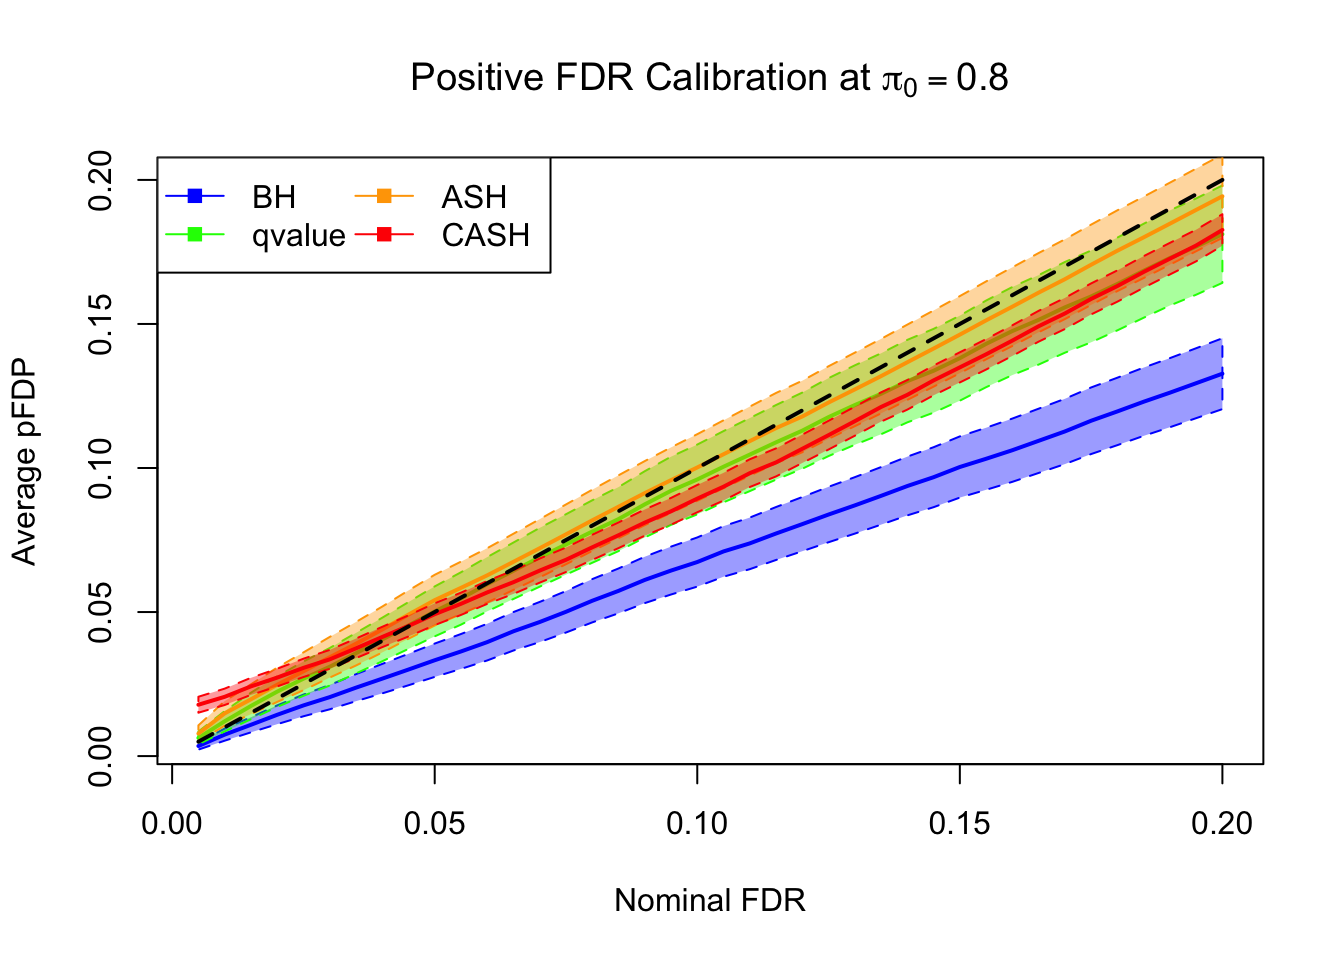 Positive FDR Calibration at π₀ = 0.8
BH ASH
qvalue CASH
Average pFDP
0.20
0.15
0.10
0.05
0.00
0.00 0.05 0.10 0.15 0.20
Nominal FDR